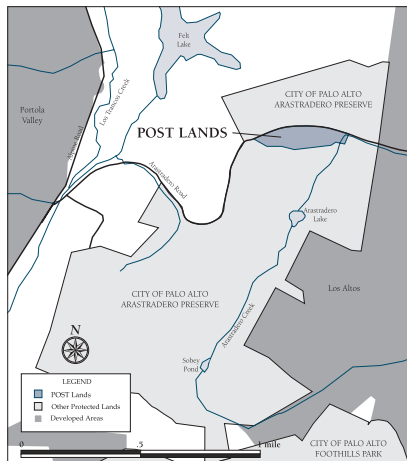 Felt
Lake
CITY OF PALO ALTO
ARASTRADERO PRESERVE
Portola
Valley
Los Trancos Creek
POST LANDS
Alpine Road
Arastradero Road
Arastradero
Lake
Los Altos
CITY OF PALO ALTO
ARASTRADERO PRESERVE
Arastradero Creek
N
Sobey
Pond
LEGEND
POST Lands
Other Protected Lands
Developed Areas
0 .5 1 mile
CITY OF PALO ALTO
FOOTHILLS PARK